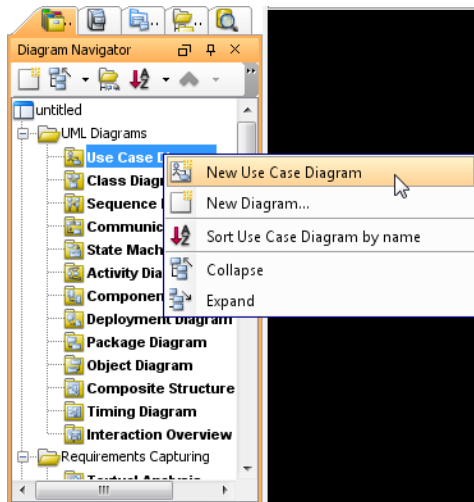 Diagram Navigator
untitled
UML Diagrams
Use Case
New Use Case Diagram
Class Diagr
New Diagram...
Sequence
Communic
Sort Use Case Diagram by name
State Mach
Activity Dia
Collapse
Componen
Expand
Deployment Diagram
Package Diagram
Object Diagram
Composite Structure
Timing Diagram
Interaction Overview
Requirements Capturing
Textual Analysis